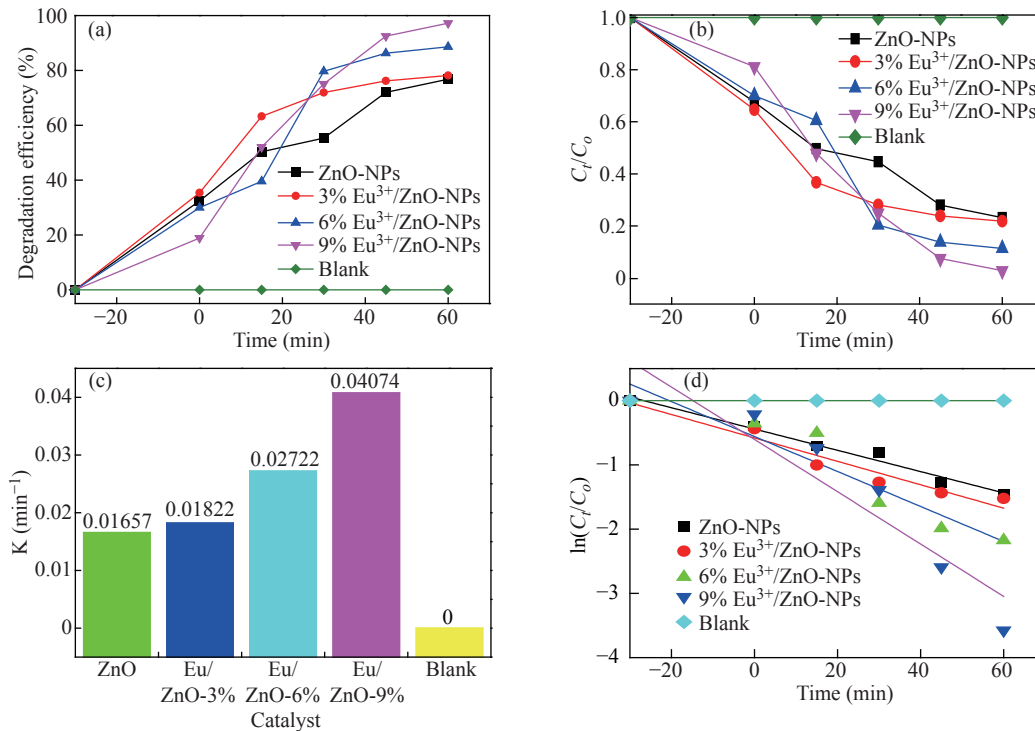 (a)
Degradation efficiency (%)
100
80
60
40
20
0
ZnO-NPs
3% Eu³⁺/ZnO-NPs
6% Eu³⁺/ZnO-NPs
9% Eu³⁺/ZnO-NPs
Blank
−20 0 20 40 60
Time (min)
(b)
Cₜ/Cₒ
1.0
0.8
0.6
0.4
0.2
0
ZnO-NPs
3% Eu³⁺/ZnO-NPs
6% Eu³⁺/ZnO-NPs
9% Eu³⁺/ZnO-NPs
Blank
−20 0 20 40 60
Time (min)
(c)
K (min⁻¹)
0.04
0.03
0.02
0.01
0
0.01657
0.01822
0.02722
0.04074
0
ZnO Eu/ Eu/ Eu/ Blank
ZnO-3% ZnO-6% ZnO-9%
Catalyst
(d)
ln(Cₜ/Cₒ)
0
−1
−2
−3
−4
ZnO-NPs
3% Eu³⁺/ZnO-NPs
6% Eu³⁺/ZnO-NPs
9% Eu³⁺/ZnO-NPs
Blank
−20 0 20 40 60
Time (min)